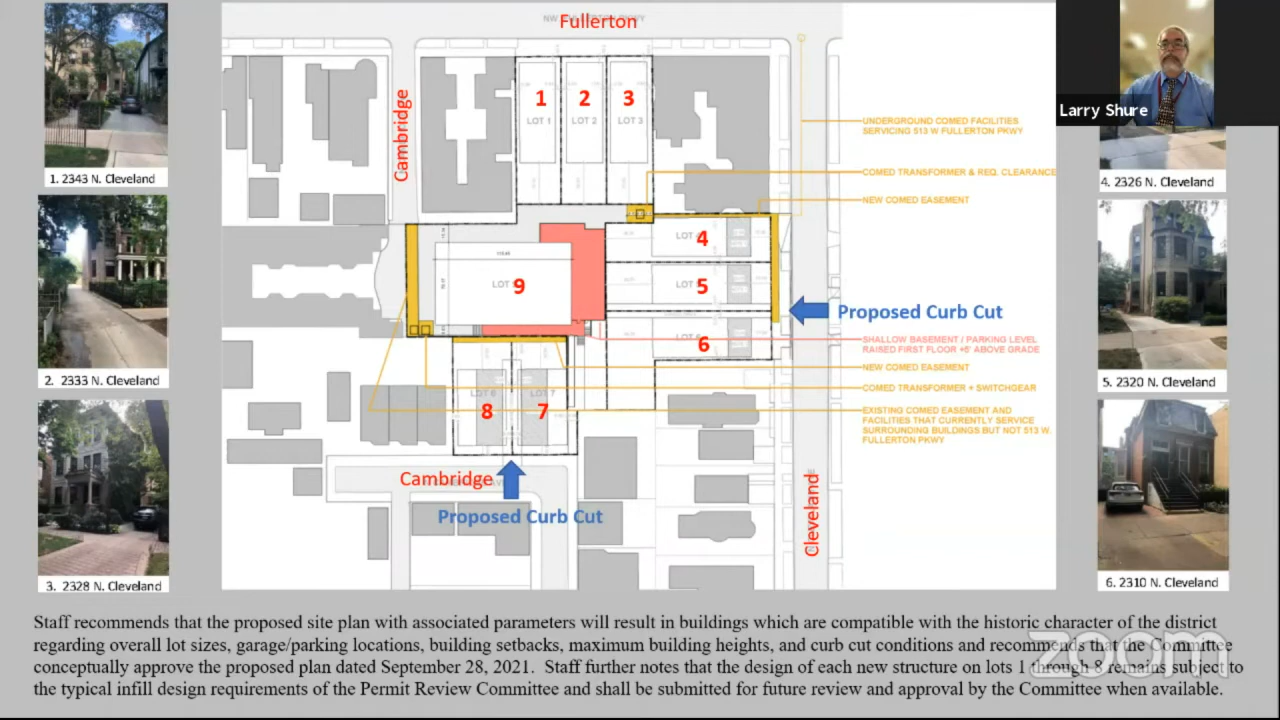 Fullerton
Cambridge
1
2
3
LOT 1
LOT 2
LOT 3
UNDERGROUND COMED FACILITIES
SERVICING 513 W FULLERTON PKWY
COMED TRANSFORMER & REQ. CLEARANCE
NEW COMED EASEMENT
4
5
6
9
LOT
Proposed Curb Cut
SHALLOW BASEMENT / PARKING LEVEL
RAISED FIRST FLOOR +5' ABOVE GRADE
NEW COMED EASEMENT
COMED TRANSFORMER + SWITCHGEAR
EXISTING COMED EASEMENT AND
FACILITIES THAT CURRENTLY SERVICE
SURROUNDING BUILDINGS BUT NOT 513 W.
FULLERTON PKWY
LOT 7
8
7
Cambridge
Proposed Curb Cut
Cleveland
1. 2343 N. Cleveland
2. 2333 N. Cleveland
3. 2328 N. Cleveland
Larry Shure
4. 2326 N. Cleveland
5. 2320 N. Cleveland
6. 2310 N. Cleveland
Staff recommends that the proposed site plan with associated parameters will result in buildings which are compatible with the historic character of the district
regarding overall lot sizes, garage/parking locations, building setbacks, maximum building heights, and curb cut conditions and recommends that the Committee
conceptually approve the proposed plan dated September 28, 2021. Staff further notes that the design of each new structure on lots 1 through 8 remains subject to
the typical infill design requirements of the Permit Review Committee and shall be submitted for future review and approval by the Committee when available.
zoom